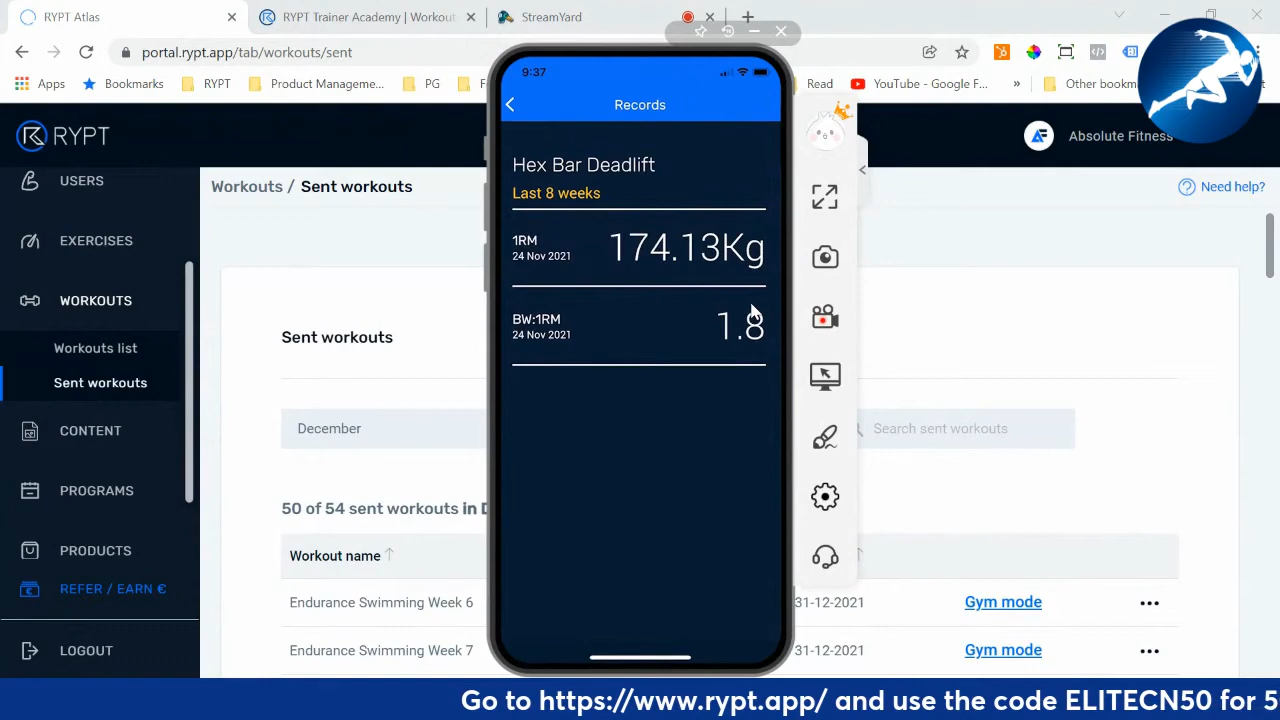 RYPT Atlas
RYPT Trainer Academy | Workout
StreamYard
portal.rypt.app/tab/workouts/sent
Apps
Bookmarks
RYPT
Personal
PG
F
Read
YouTube - Google F...
»
Other bookm
RYPT
Absolute Fitness
USERS
EXERCISES
WORKOUTS
Workouts list
Sent workouts
CONTENT
PROGRAMS
PRODUCTS
REFER / EARN €
LOGOUT
Workouts / Sent workouts
Need help?
Sent workouts
December
Search sent workouts
50 of 54 sent workouts in D
Workout name
Endurance Swimming Week 6
31-12-2021
Gym mode
Endurance Swimming Week 7
31-12-2021
Gym mode
9:37
Records
Hex Bar Deadlift
Last 8 weeks
1RM
24 Nov 2021
174.13Kg
BW:1RM
24 Nov 2021
1.8
Go to https://www.rypt.app/ and use the code ELITECN50 for 5